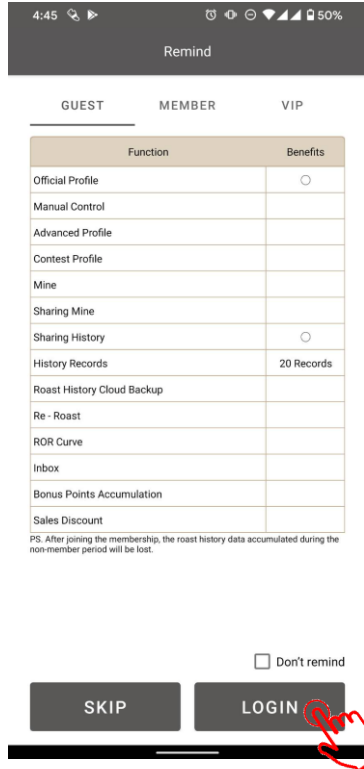 4:45 50%
Remind
GUEST MEMBER VIP
Function Benefits
Official Profile
Manual Control
Advanced Profile
Contest Profile
Mine
Sharing Mine
Sharing History
History Records 20 Records
Roast History Cloud Backup
Re - Roast
ROR Curve
Inbox
Bonus Points Accumulation
Sales Discount
PS. After joining the membership, the roast history data accumulated during the
non-member period will be lost.
Don't remind
SKIP LOGIN